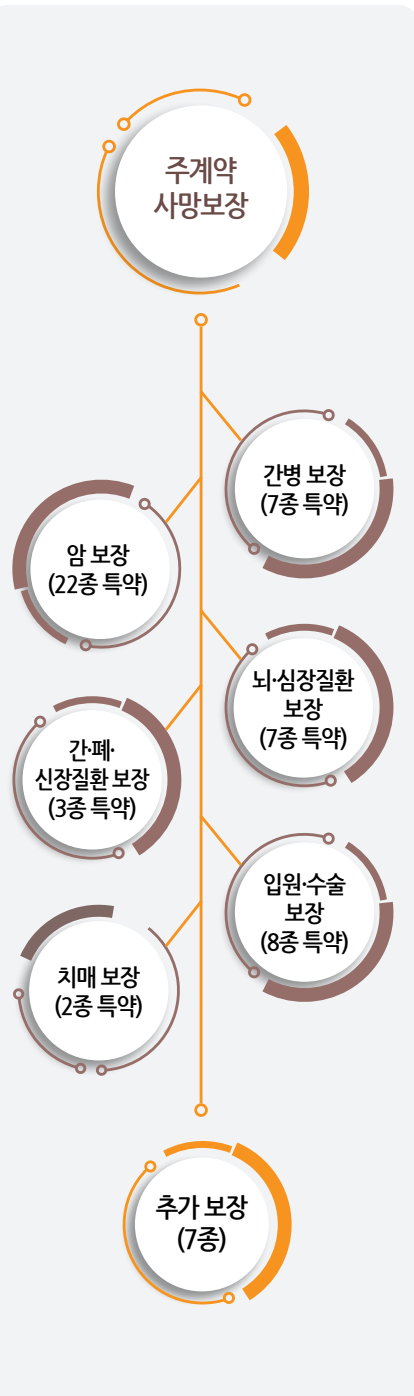 주계약
사망보장
간병 보장
(7종 특약)
암 보장
(22종 특약)
뇌·심장질환
보장
(7종 특약)
간·폐·
신장질환 보장
(3종 특약)
입원·수술
보장
(8종 특약)
치매 보장
(2종 특약)
추가 보장
(7종)